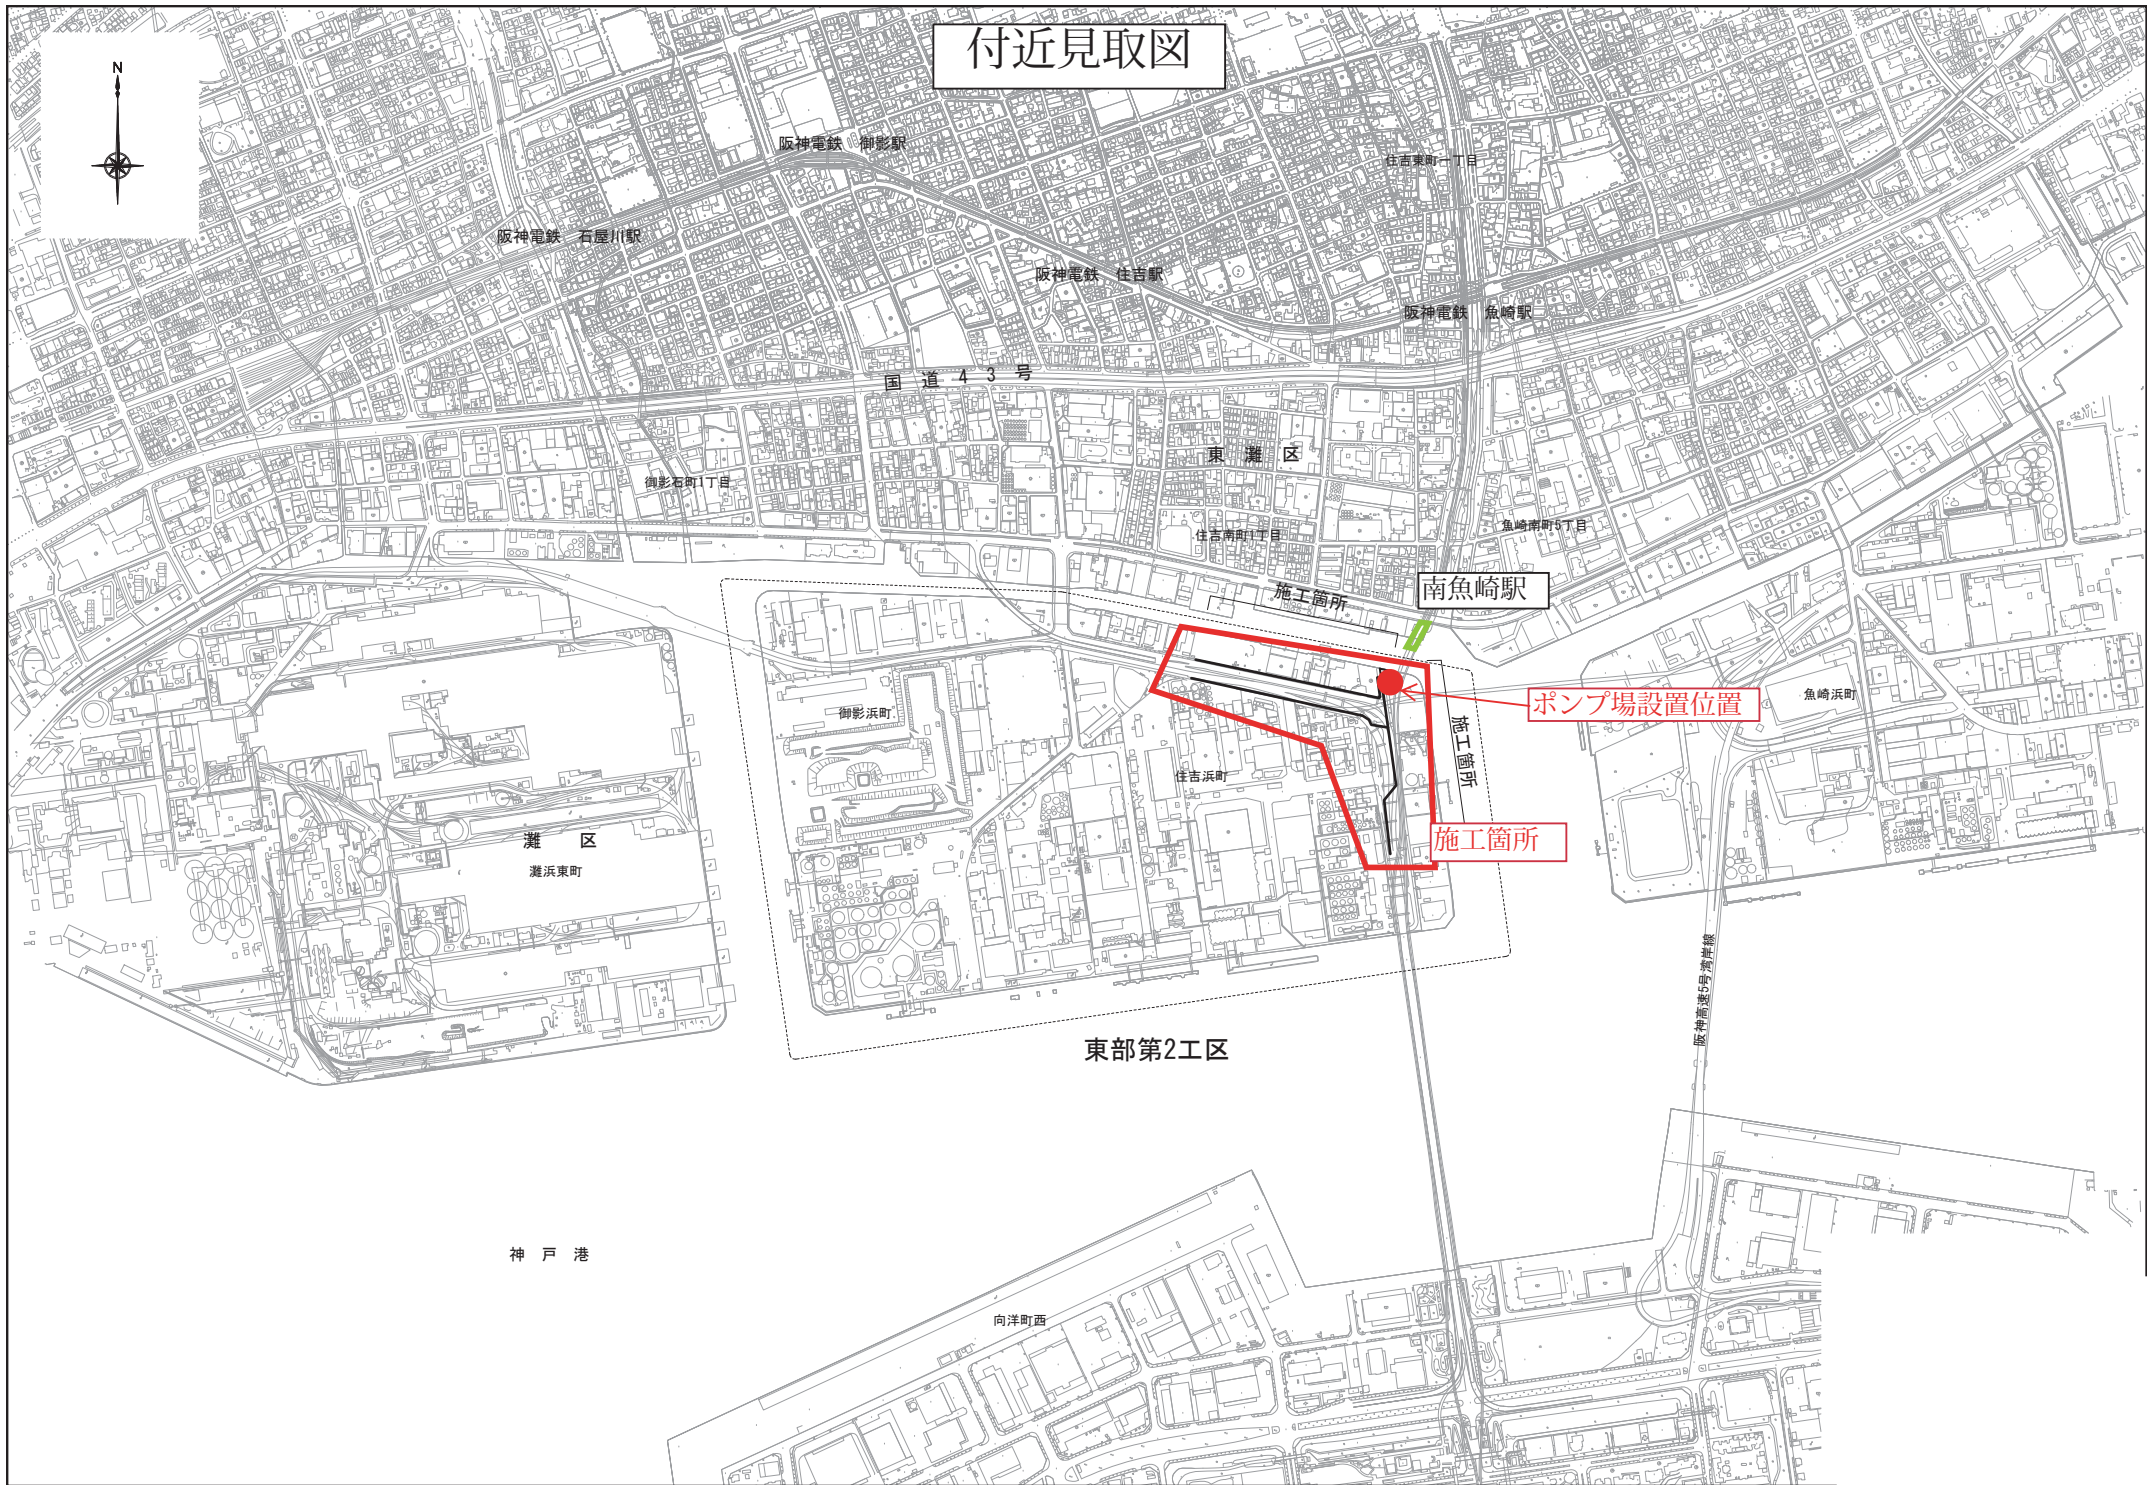 付近見取図
N
阪神電鉄　御影駅
住吉東町一丁目
阪神電鉄　石屋川駅
阪神電鉄　住吉駅
阪神電鉄　魚崎駅
国　道　４　３　号
東　灘　区
御影石町1丁目
魚崎南町5丁目
住吉南町1丁目
南魚崎駅
施工箇所
魚崎浜町
ポンプ場設置位置
御影浜町
施工箇所
住吉浜町
施工箇所
灘　区
灘浜東町
阪神高速5号湾岸線
東部第2工区
神　戸　港
向洋町西